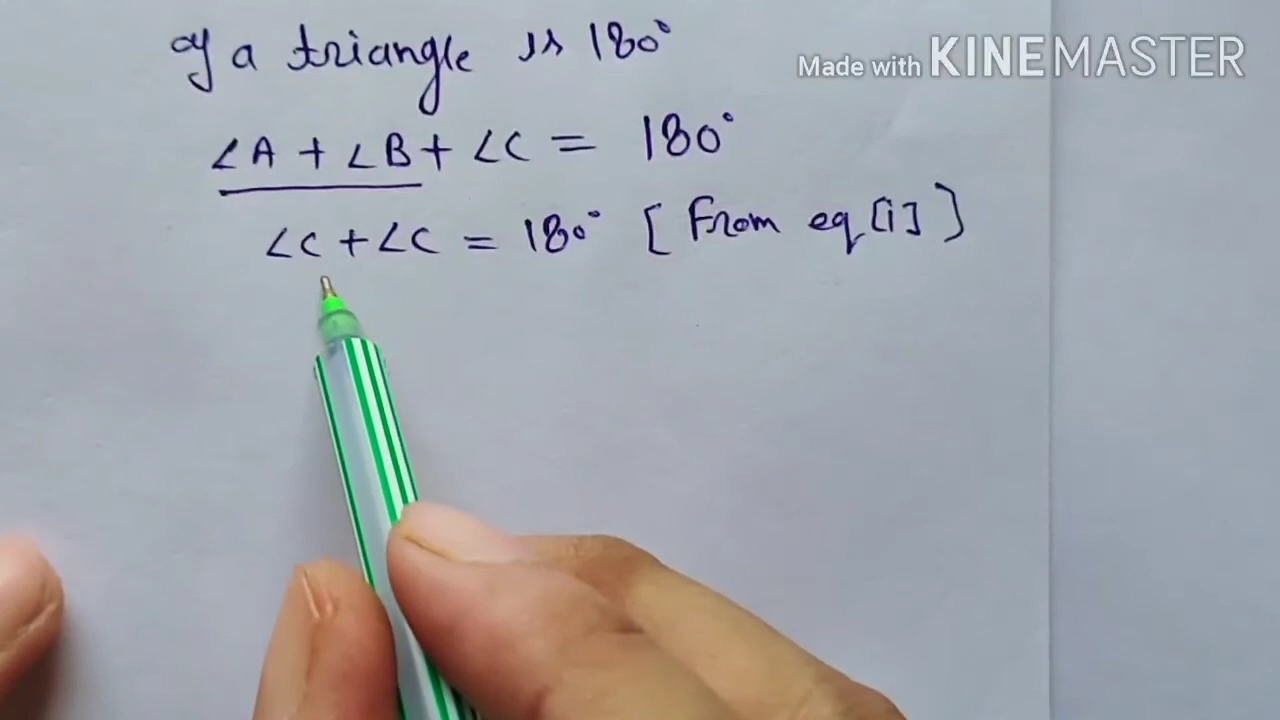 of a triangle is 180°
Made with KINEMASTER
∠A + ∠B + ∠C = 180°
∠C + ∠C = 180° [From eq[i]]